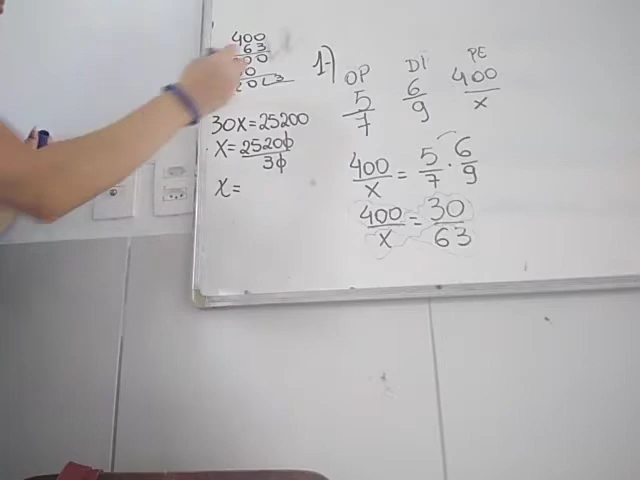 400
63
1-)
OP DI PE
5/7 6/9 400/x
30X = 25200
X = 25200/30
X =
400/x = 5/7 · 6/9
400/x = 30/63